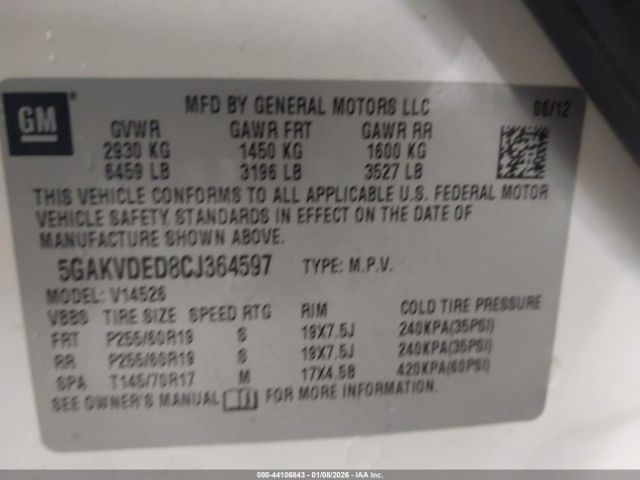 GM
MFD BY GENERAL MOTORS LLC 06/12
GVWR GAWR FRT GAWR RR
2930 KG 1450 KG 1600 KG
6459 LB 3196 LB 3527 LB
THIS VEHICLE CONFORMS TO ALL APPLICABLE U.S. FEDERAL MOTOR
VEHICLE SAFETY STANDARDS IN EFFECT ON THE DATE OF
MANUFACTURE SHOWN ABOVE.
5GAKVDED8CJ364597 TYPE: M.P.V.
MODEL: V14526
VBBS TIRE SIZE SPEED RTG RIM COLD TIRE PRESSURE
FRT P255/60R19 S 19X7.5J 240KPA(35PSI)
RR P255/60R19 S 19X7.5J 240KPA(35PSI)
SPA T145/70R17 M 17X4.5B 420KPA(60PSI)
SEE OWNER'S MANUAL FOR MORE INFORMATION.
000-44106843 | 01/08/2026 - IAA Inc.